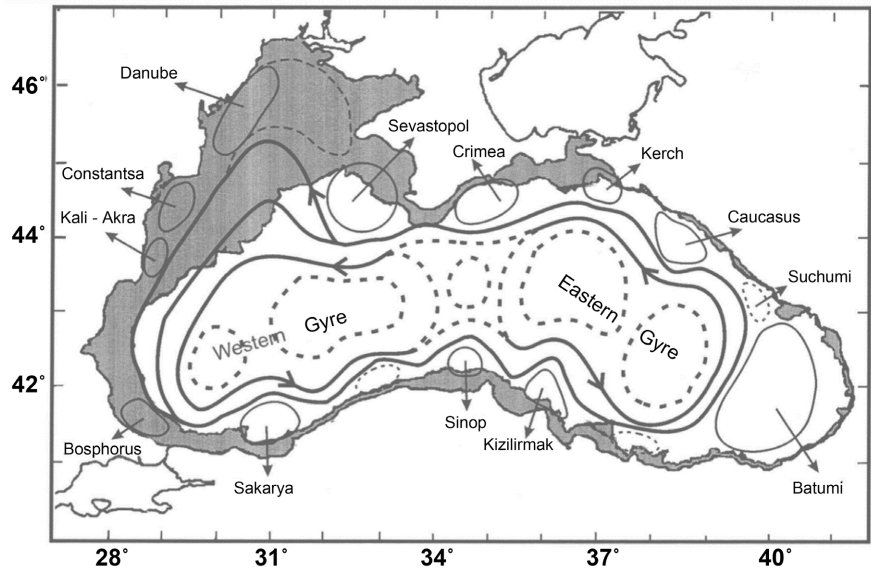 46°
Danube
Sevastopol
Crimea
Kerch
Constantsa
Kali - Akra
44°
Caucasus
Suchumi
Eastern
Gyre
Western
Gyre
42°
Bosphorus
Sakarya
Sinop
Kizilirmak
Batumi
28° 31° 34° 37° 40°